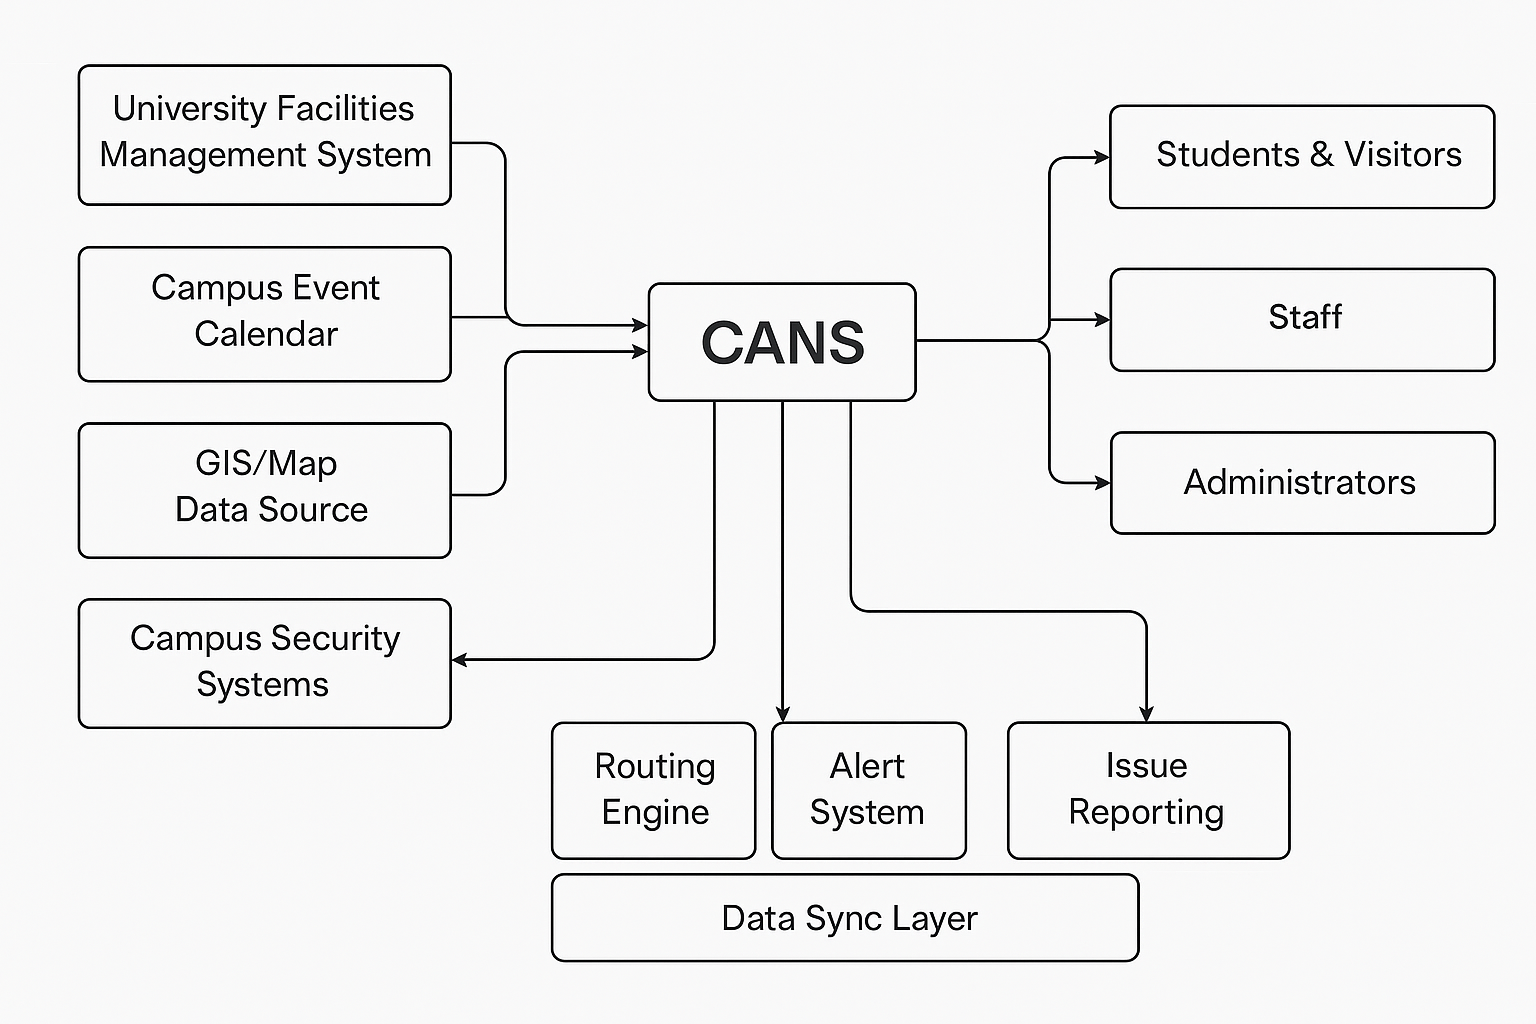 University Facilities
Management System
Campus Event
Calendar
GIS/Map
Data Source
Campus Security
Systems
CANS
Students & Visitors
Staff
Administrators
Routing
Engine
Alert
System
Issue
Reporting
Data Sync Layer